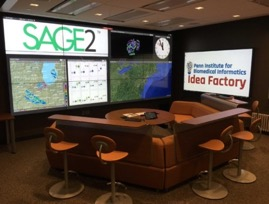 SAGE2
Penn Institute for
Biomedical Informatics
Idea Factory